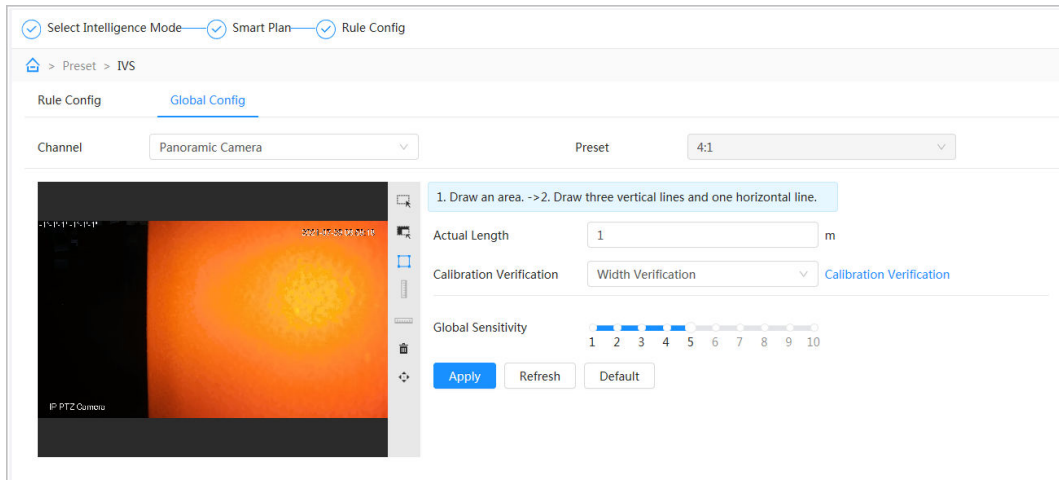 Select Intelligence Mode Smart Plan Rule Config
> Preset > IVS
Rule Config Global Config
Channel Panoramic Camera Preset 4:1
1. Draw an area. ->2. Draw three vertical lines and one horizontal line.
Actual Length 1 m
Calibration Verification Width Verification Calibration Verification
Global Sensitivity
1 2 3 4 5 6 7 8 9 10
Apply Refresh Default
IP PTZ Camera